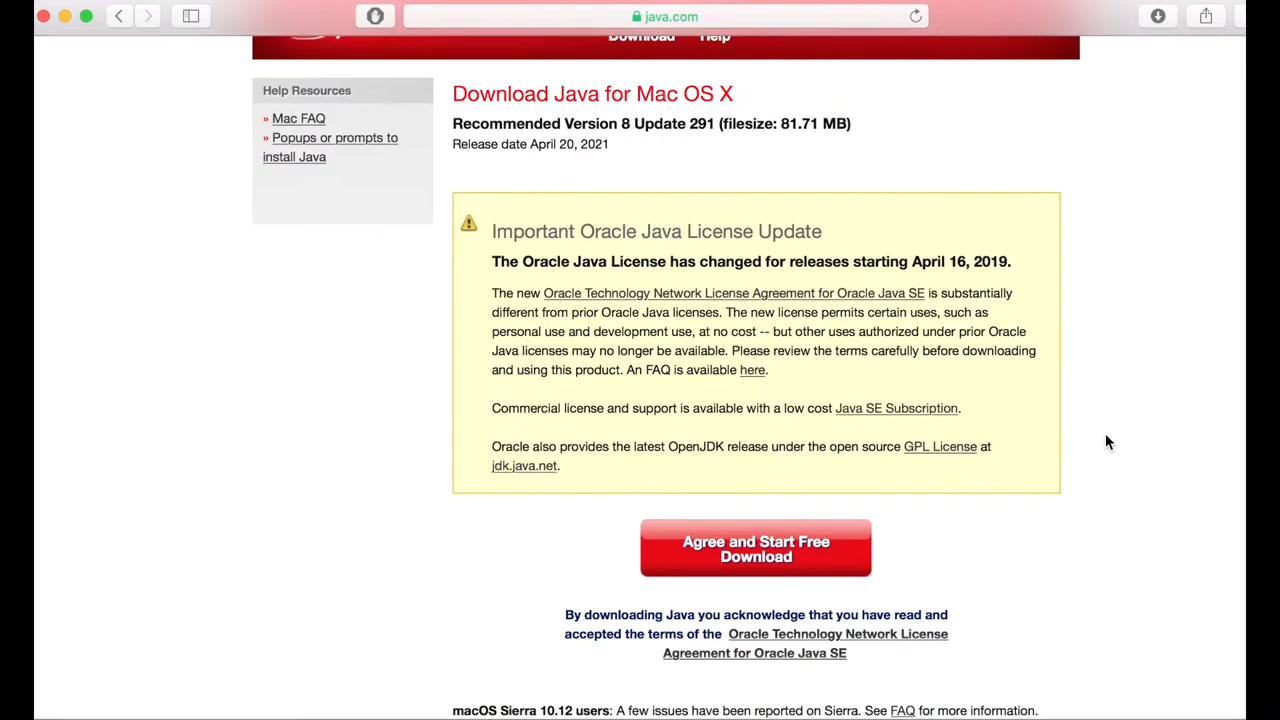 java.com
Download Help
Help Resources
» Mac FAQ
» Popups or prompts to
install Java
Download Java for Mac OS X
Recommended Version 8 Update 291 (filesize: 81.71 MB)
Release date April 20, 2021
Important Oracle Java License Update
The Oracle Java License has changed for releases starting April 16, 2019.
The new Oracle Technology Network License Agreement for Oracle Java SE is substantially
different from prior Oracle Java licenses. The new license permits certain uses, such as
personal use and development use, at no cost -- but other uses authorized under prior Oracle
Java licenses may no longer be available. Please review the terms carefully before downloading
and using this product. An FAQ is available here.
Commercial license and support is available with a low cost Java SE Subscription.
Oracle also provides the latest OpenJDK release under the open source GPL License at
jdk.java.net.
Agree and Start Free
Download
By downloading Java you acknowledge that you have read and
accepted the terms of the Oracle Technology Network License
Agreement for Oracle Java SE
macOS Sierra 10.12 users: A few issues have been reported on Sierra. See FAQ for more information.